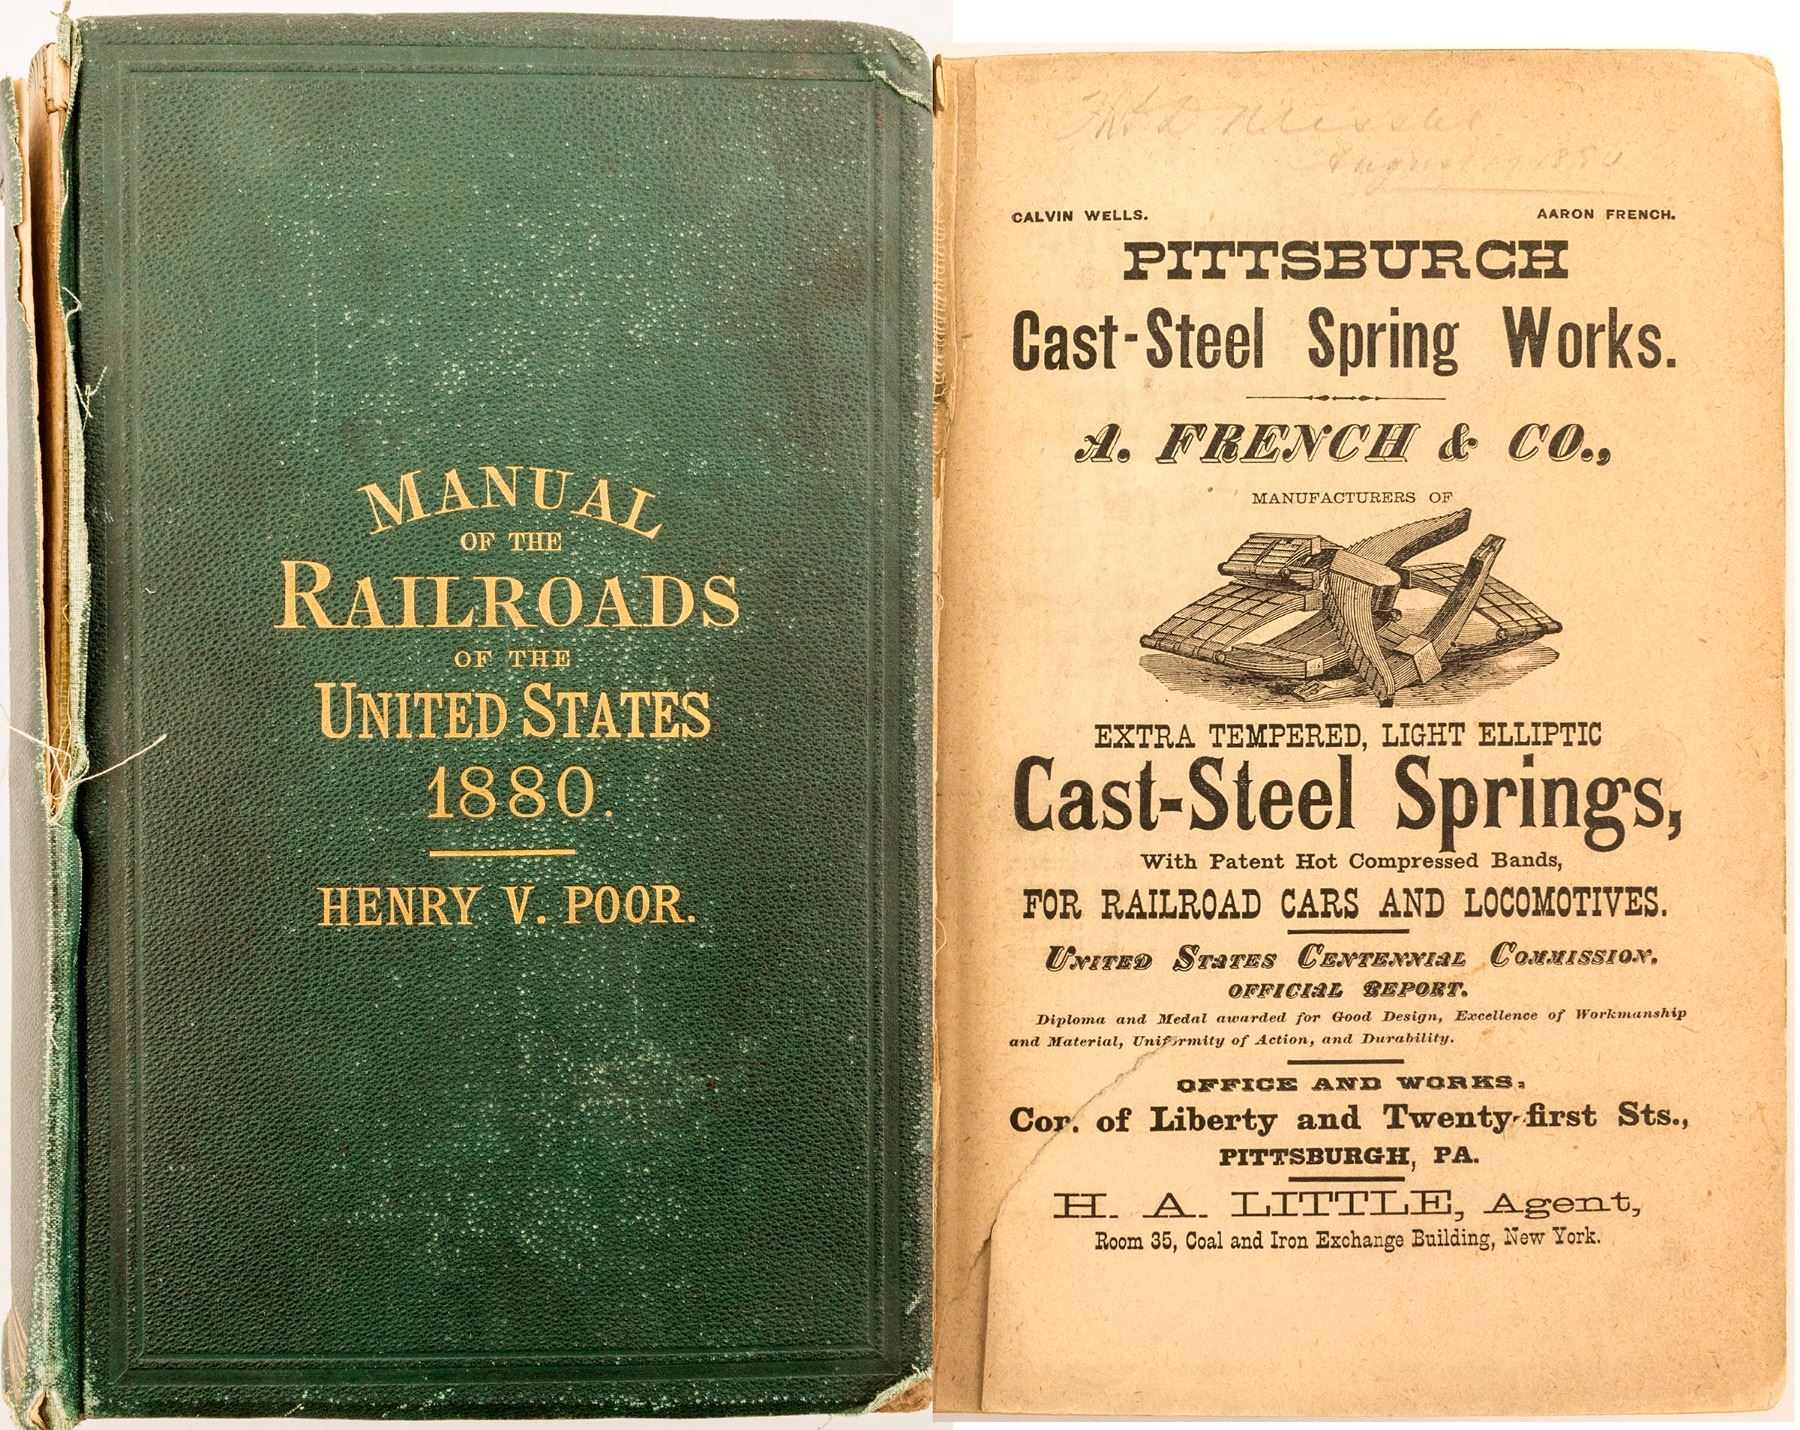 MANUAL
OF THE
RAILROADS
OF THE
UNITED STATES
1880.
HENRY V. POOR.
August 1880
CALVIN WELLS. AARON FRENCH.
PITTSBURGH
Cast-Steel Spring Works.
A. FRENCH & CO.,
MANUFACTURERS OF
EXTRA TEMPERED, LIGHT ELLIPTIC
Cast-Steel Springs,
With Patent Hot Compressed Bands,
FOR RAILROAD CARS AND LOCOMOTIVES.
UNITED STATES CENTENNIAL COMMISSION.
OFFICIAL REPORT.
Diploma and Medal awarded for Good Design, Excellence of Workmanship
and Material, Uniformity of Action, and Durability.
OFFICE AND WORKS:
Cor. of Liberty and Twenty-first Sts.,
PITTSBURGH, PA.
H. A. LITTLE, Agent,
Room 35, Coal and Iron Exchange Building, New York.